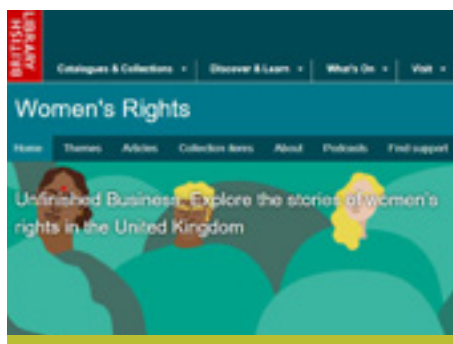 BRITISH
LIBRARY
Catalogues & Collections Discover & Learn What's On Visit
Women's Rights
Home Themes Articles Collection items About Podcasts Find support
Unfinished Business: Explore the stories of women's
rights in the United Kingdom